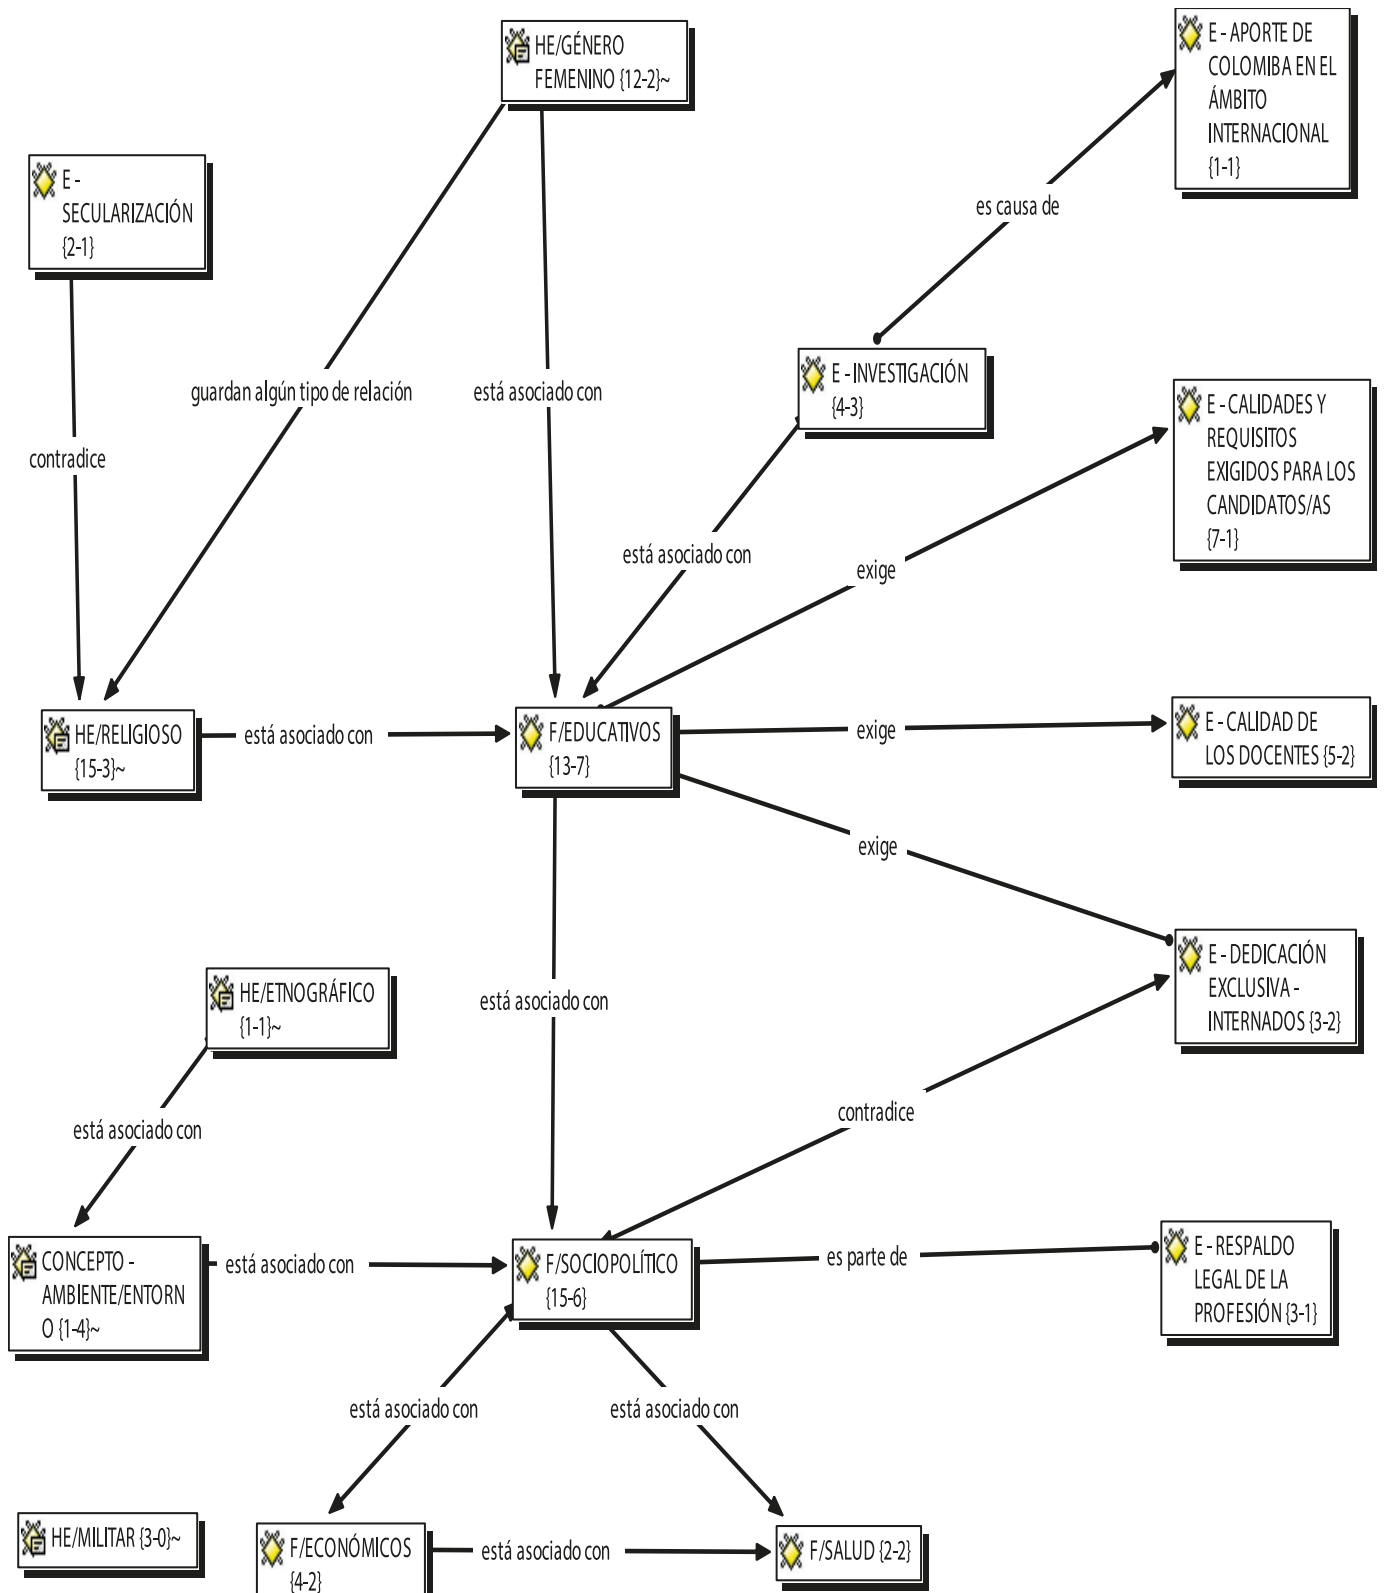 HE/GÉNERO
FEMENINO {12-2}~
E - APORTE DE
COLOMIBA EN EL
ÁMBITO
INTERNACIONAL
{1-1}
E -
SECULARIZACIÓN
{2-1}
es causa de
guardan algún tipo de relación
está asociado con
E - INVESTIGACIÓN
{4-3}
E - CALIDADES Y
REQUISITOS
EXIGIDOS PARA LOS
CANDIDATOS/AS
{7-1}
contradice
está asociado con
exige
HE/RELIGIOSO
{15-3}~
está asociado con
F/EDUCATIVOS
{13-7}
exige
E - CALIDAD DE
LOS DOCENTES {5-2}
exige
E - DEDICACIÓN
EXCLUSIVA -
INTERNADOS {3-2}
HE/ETNOGRÁFICO
{1-1}~
está asociado con
contradice
está asociado con
CONCEPTO -
AMBIENTE/ENTORN
O {1-4}~
está asociado con
F/SOCIOPOLÍTICO
{15-6}
es parte de
E - RESPALDO
LEGAL DE LA
PROFESIÓN {3-1}
está asociado con
está asociado con
HE/MILITAR {3-0}~
F/ECONÓMICOS
{4-2}
está asociado con
F/SALUD {2-2}